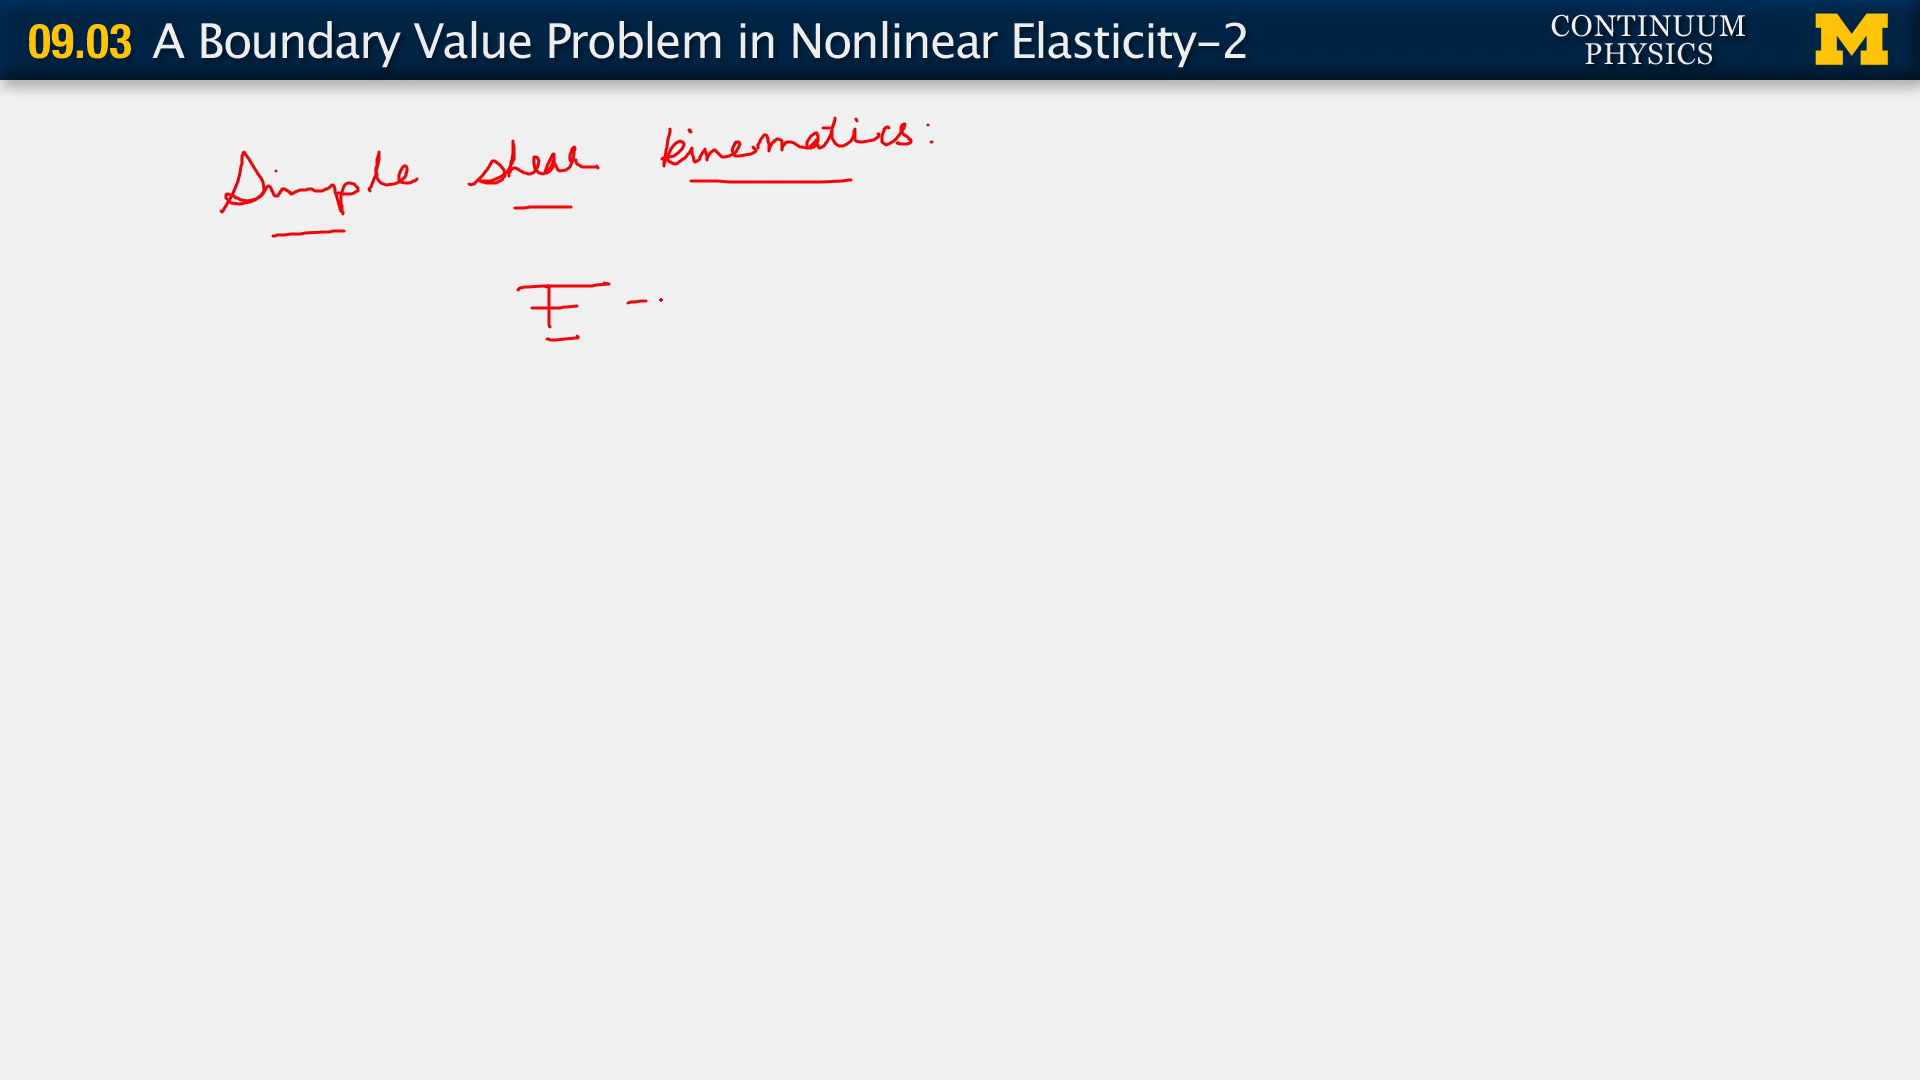 09.03 A Boundary Value Problem in Nonlinear Elasticity–2
CONTINUUM
PHYSICS
M
Simple shear kinematics:
F -